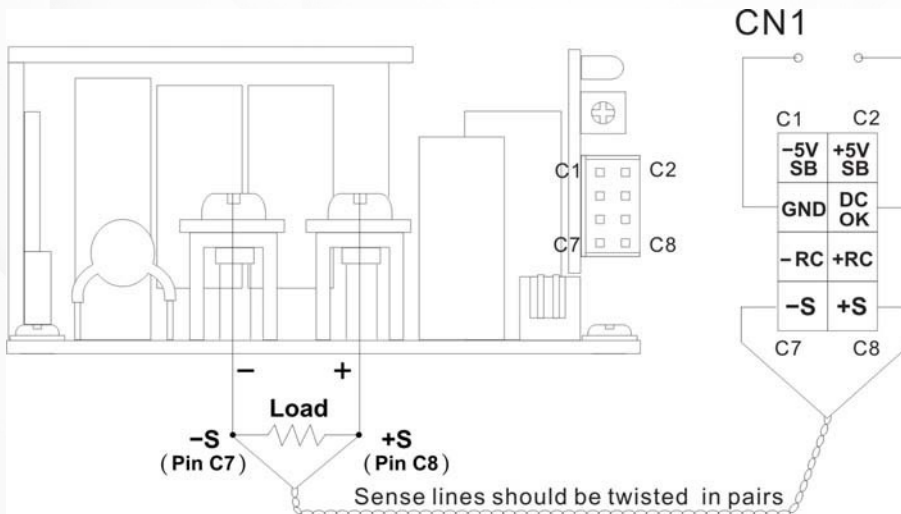 CN1
C1 C2
−5V SB +5V SB
GND DC OK
−RC +RC
−S +S
C7 C8
C1 C2
C7 C8
− +
Load
−S +S
(Pin C7) (Pin C8)
Sense lines should be twisted in pairs